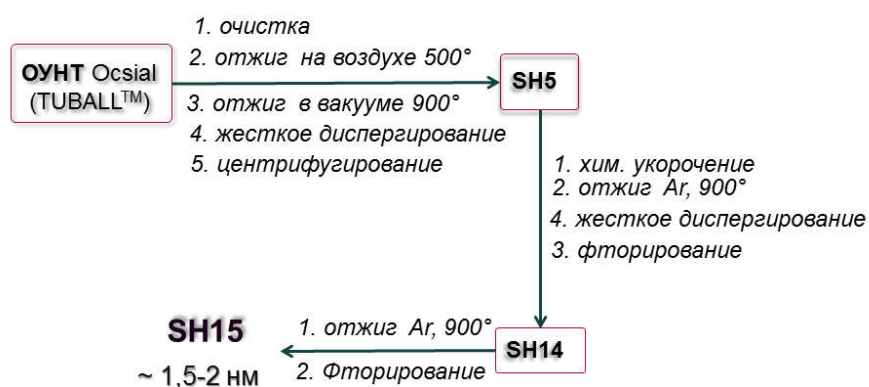 1. очистка
2. отжиг на воздухе 500°
ОУНТ Ocsial
(TUBALL™)
SH5
3. отжиг в вакууме 900°
4. жесткое диспергирование
5. центрифугирование
1. хим. укорочение
2. отжиг Ar, 900°
4. жесткое диспергирование
3. фторирование
SH15
1. отжиг Ar, 900°
SH14
~ 1,5-2 нм
2. Фторирование